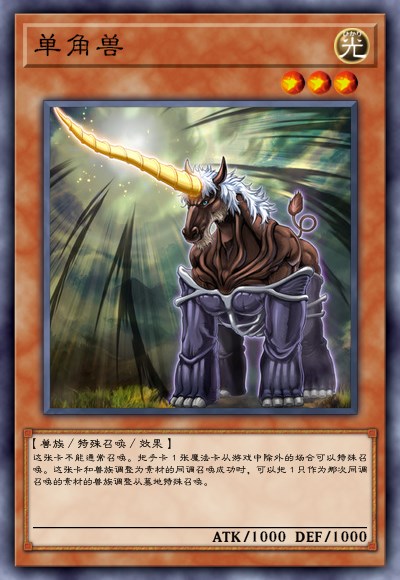 单角兽
光
【兽族／特殊召唤／效果】
这张卡不能通常召唤。把手卡1张魔法卡从游戏中除外的场合可以特殊召
唤。这张卡和兽族调整为素材的同调召唤成功时，可以把1只作为那次同调
召唤的素材的兽族调整从墓地特殊召唤。
ATK/1000 DEF/1000